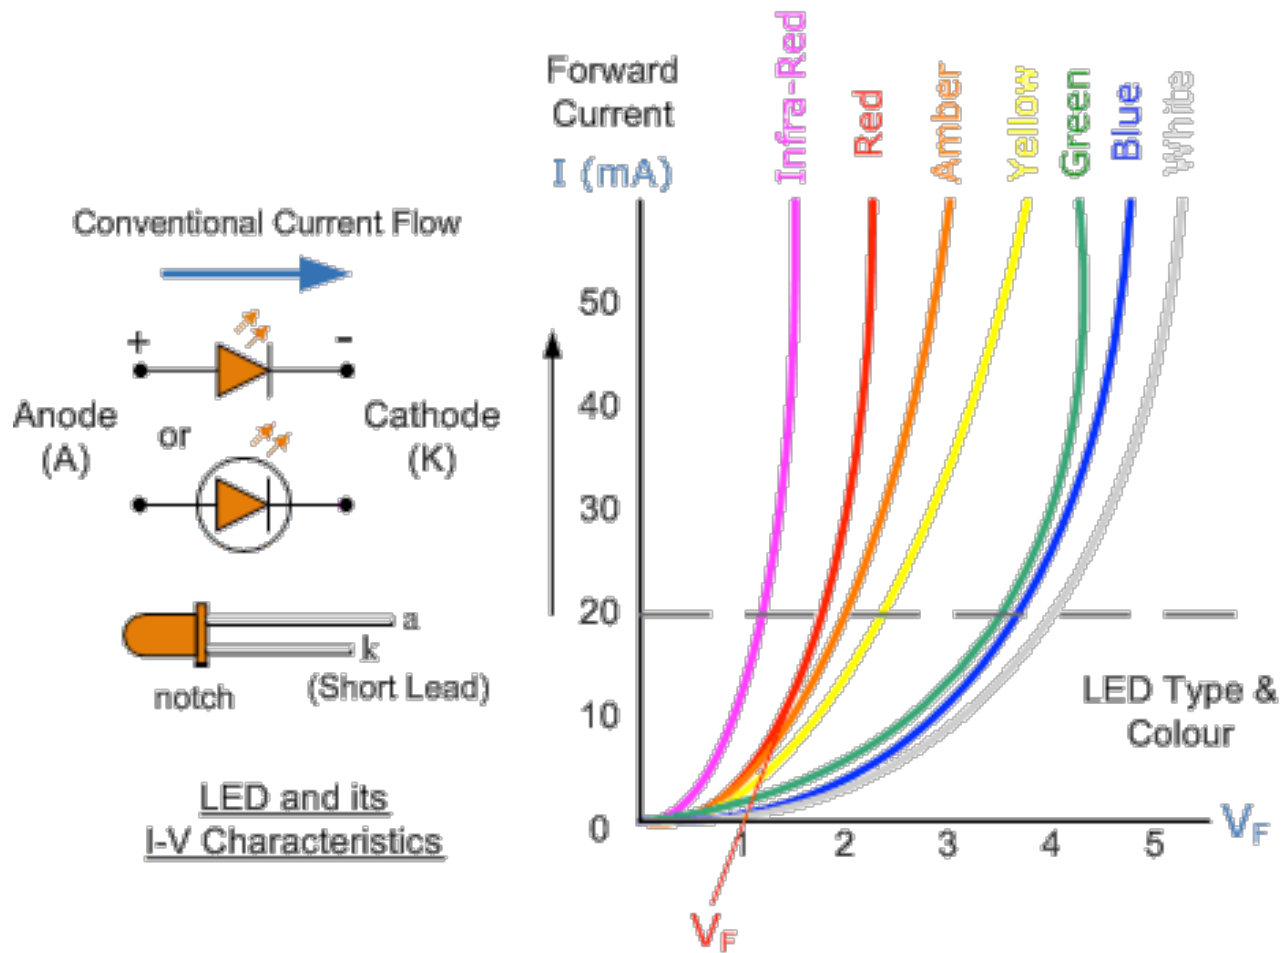 Conventional Current Flow
+ -
Anode
(A)
or
Cathode
(K)
a
k
notch
(Short Lead)
LED and its
I-V Characteristics
Forward
Current
I (mA)
Infra-Red
Red
Amber
Yellow
Green
Blue
White
50
40
30
20
10
0
1 2 3 4 5
LED Type &
Colour
VF
VF